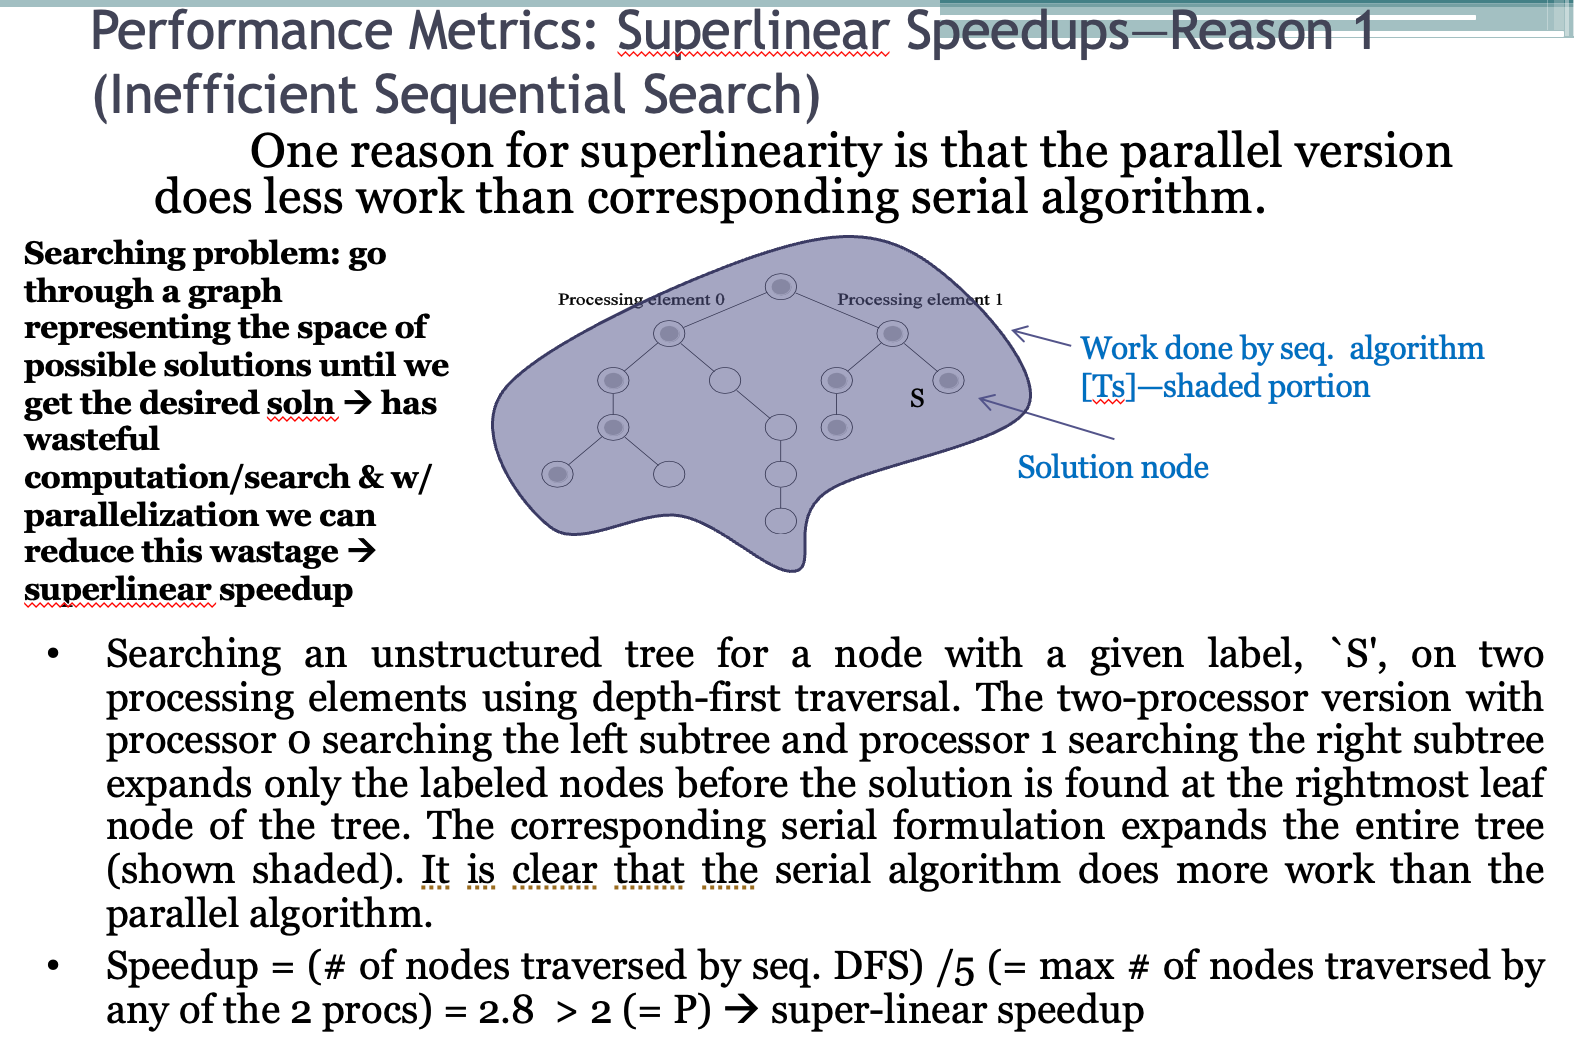 Performance Metrics: Superlinear Speedups—Reason 1
(Inefficient Sequential Search)
One reason for superlinearity is that the parallel version
does less work than corresponding serial algorithm.
Searching problem: go
through a graph
representing the space of
possible solutions until we
get the desired soln → has
wasteful
computation/search & w/
parallelization we can
reduce this wastage →
superlinear speedup
Processing element 0
Processing element 1
S
Work done by seq. algorithm
[Ts]—shaded portion
Solution node
• Searching an unstructured tree for a node with a given label, `S', on two
processing elements using depth-first traversal. The two-processor version with
processor 0 searching the left subtree and processor 1 searching the right subtree
expands only the labeled nodes before the solution is found at the rightmost leaf
node of the tree. The corresponding serial formulation expands the entire tree
(shown shaded). It is clear that the serial algorithm does more work than the
parallel algorithm.
• Speedup = (# of nodes traversed by seq. DFS) /5 (= max # of nodes traversed by
any of the 2 procs) = 2.8 > 2 (= P) → super-linear speedup